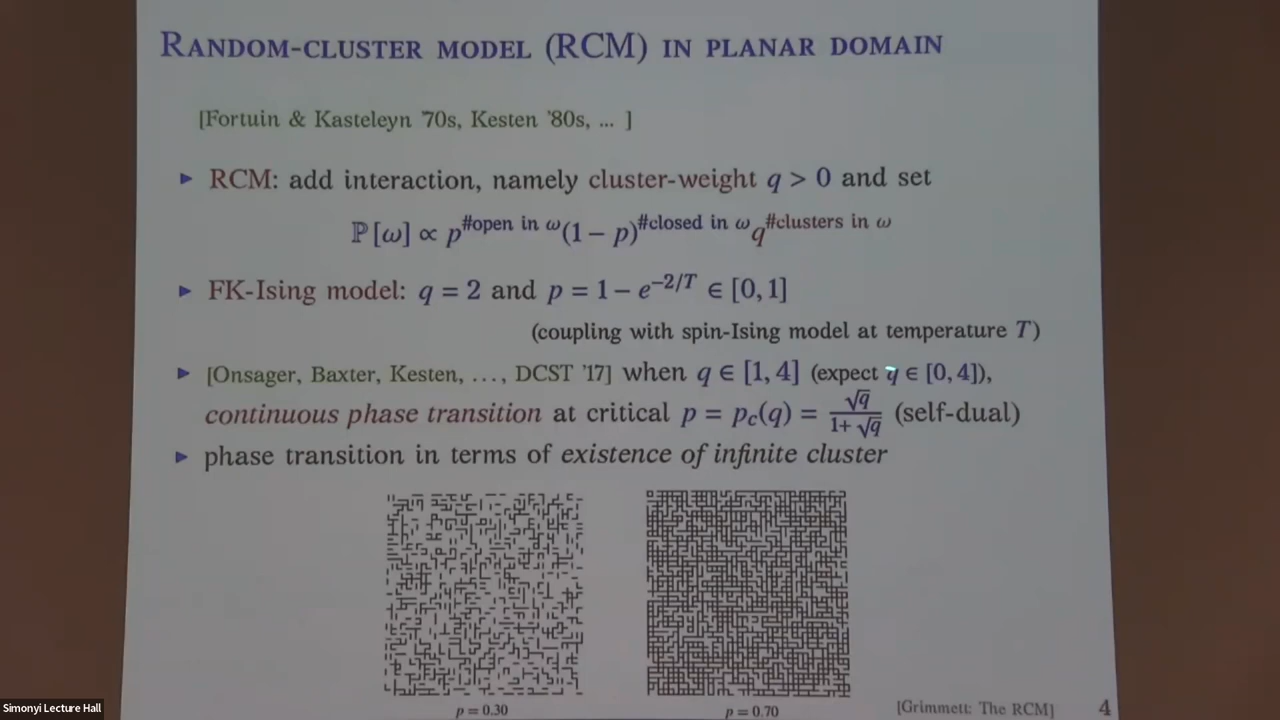 RANDOM-CLUSTER MODEL (RCM) IN PLANAR DOMAIN
[Fortuin & Kasteleyn '70s, Kesten '80s, ... ]
▸ RCM: add interaction, namely cluster-weight q > 0 and set
ℙ[ω] ∝ p^{#open in ω}(1 − p)^{#closed in ω}q^{#clusters in ω}
▸ FK-Ising model: q = 2 and p = 1 − e^{−2/T} ∈ [0, 1]
(coupling with spin-Ising model at temperature T)
▸ [Onsager, Baxter, Kesten, ..., DCST '17] when q ∈ [1, 4] (expect q ∈ [0, 4]),
continuous phase transition at critical p = p_c(q) = √q / (1+√q) (self-dual)
▸ phase transition in terms of existence of infinite cluster
p = 0.30
p = 0.70
[Grimmett: The RCM]
4
Simonyi Lecture Hall